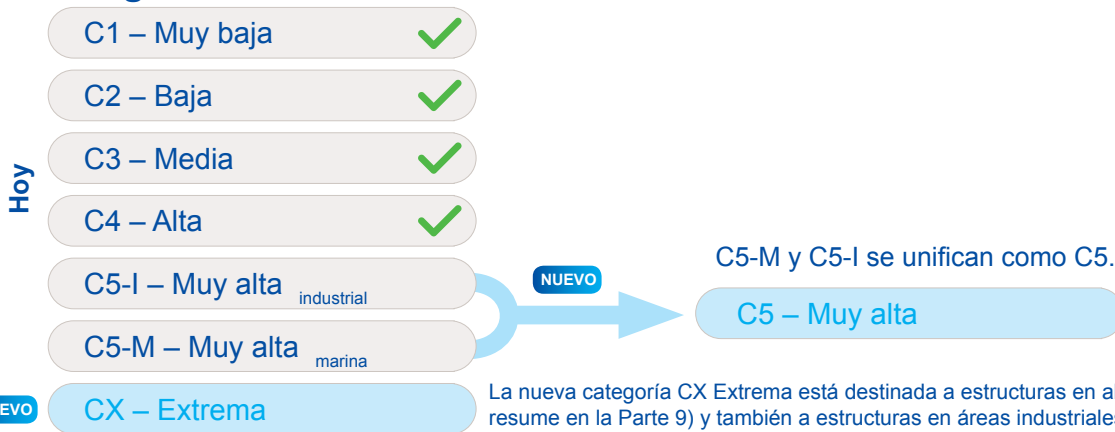 C1 – Muy baja
C2 – Baja
Hoy
C3 – Media
C4 – Alta
C5-I – Muy alta industrial
C5-M – Muy alta marina
NUEVO
C5-M y C5-I se unifican como C5.
C5 – Muy alta
CX – Extrema
La nueva categoría CX Extrema está destinada a estructuras en
resume en la Parte 9) y también a estructuras en áreas industriales